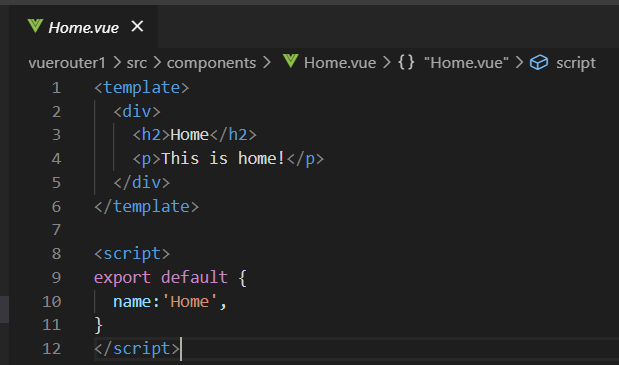 Home.vue ×
vuerouter1 > src > components > Home.vue > {} "Home.vue" > script
1 <template>
2   <div>
3     <h2>Home</h2>
4     <p>This is home!</p>
5   </div>
6 </template>
7
8 <script>
9 export default {
10   name:'Home',
11 }
12 </script>